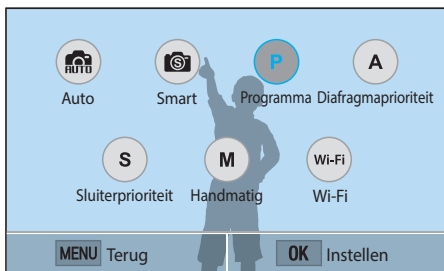 AUTO S P A
Auto Smart Programma Diafragmaprioriteit
S M Wi-Fi
Sluiterprioriteit Handmatig Wi-Fi
MENU Terug OK Instellen